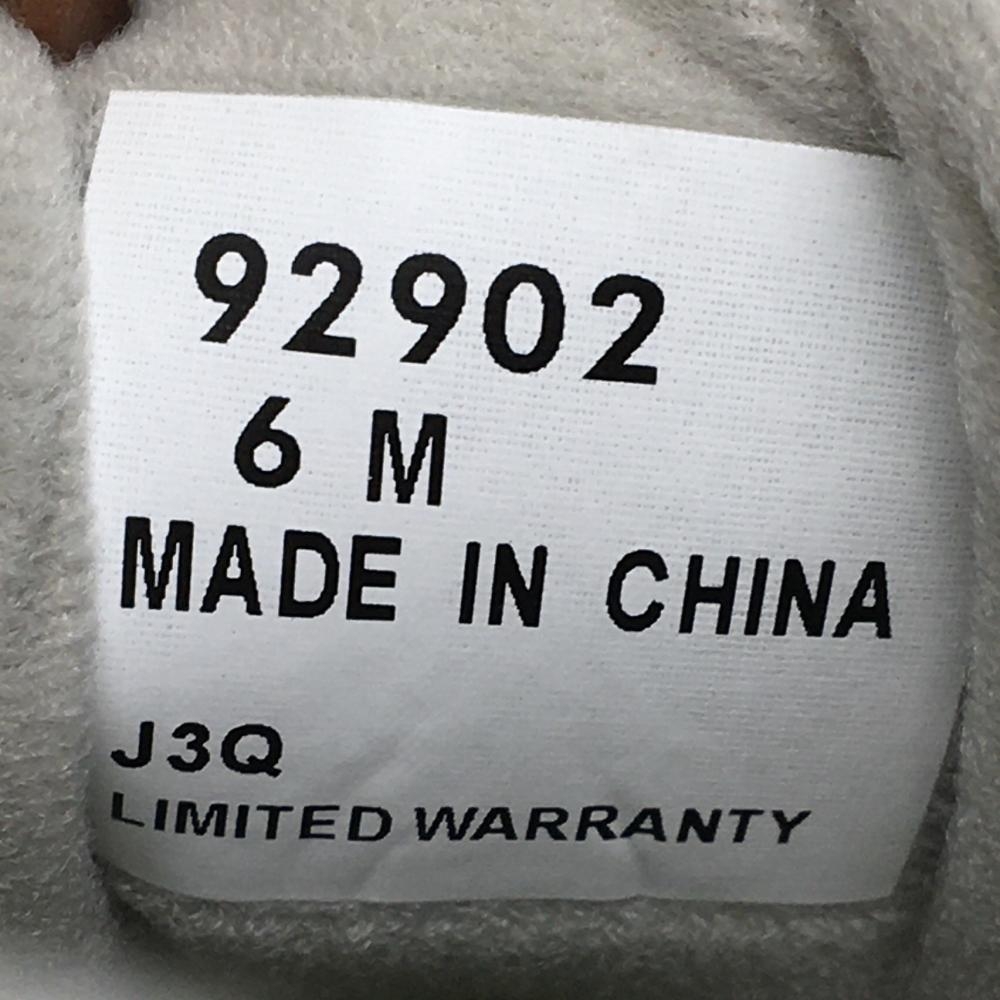 92902
6 M
MADE IN CHINA
J3Q
LIMITED WARRANTY